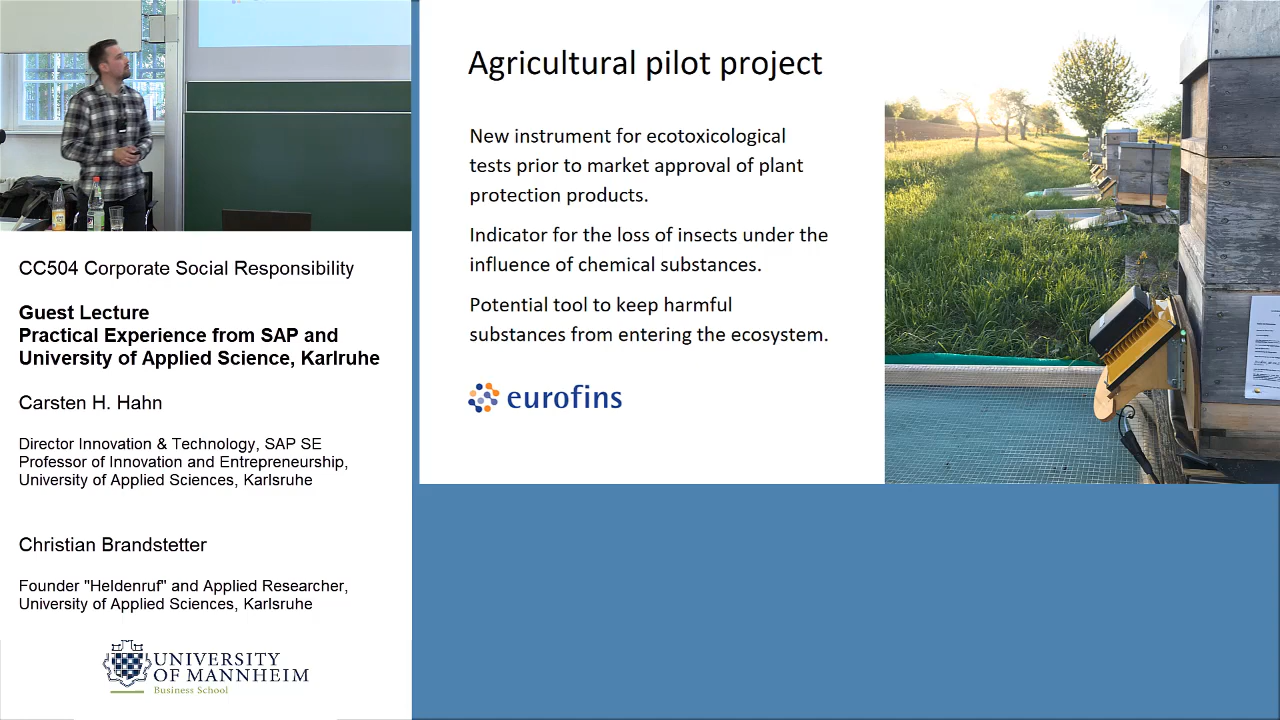 CC504 Corporate Social Responsibility
Guest Lecture
Practical Experience from SAP and
University of Applied Science, Karlruhe
Carsten H. Hahn
Director Innovation & Technology, SAP SE
Professor of Innovation and Entrepreneurship,
University of Applied Sciences, Karlsruhe
Christian Brandstetter
Founder "Heldenruf" and Applied Researcher,
University of Applied Sciences, Karlsruhe
UNIVERSITY
OF MANNHEIM
Business School
Agricultural pilot project
New instrument for ecotoxicological
tests prior to market approval of plant
protection products.
Indicator for the loss of insects under the
influence of chemical substances.
Potential tool to keep harmful
substances from entering the ecosystem.
eurofins